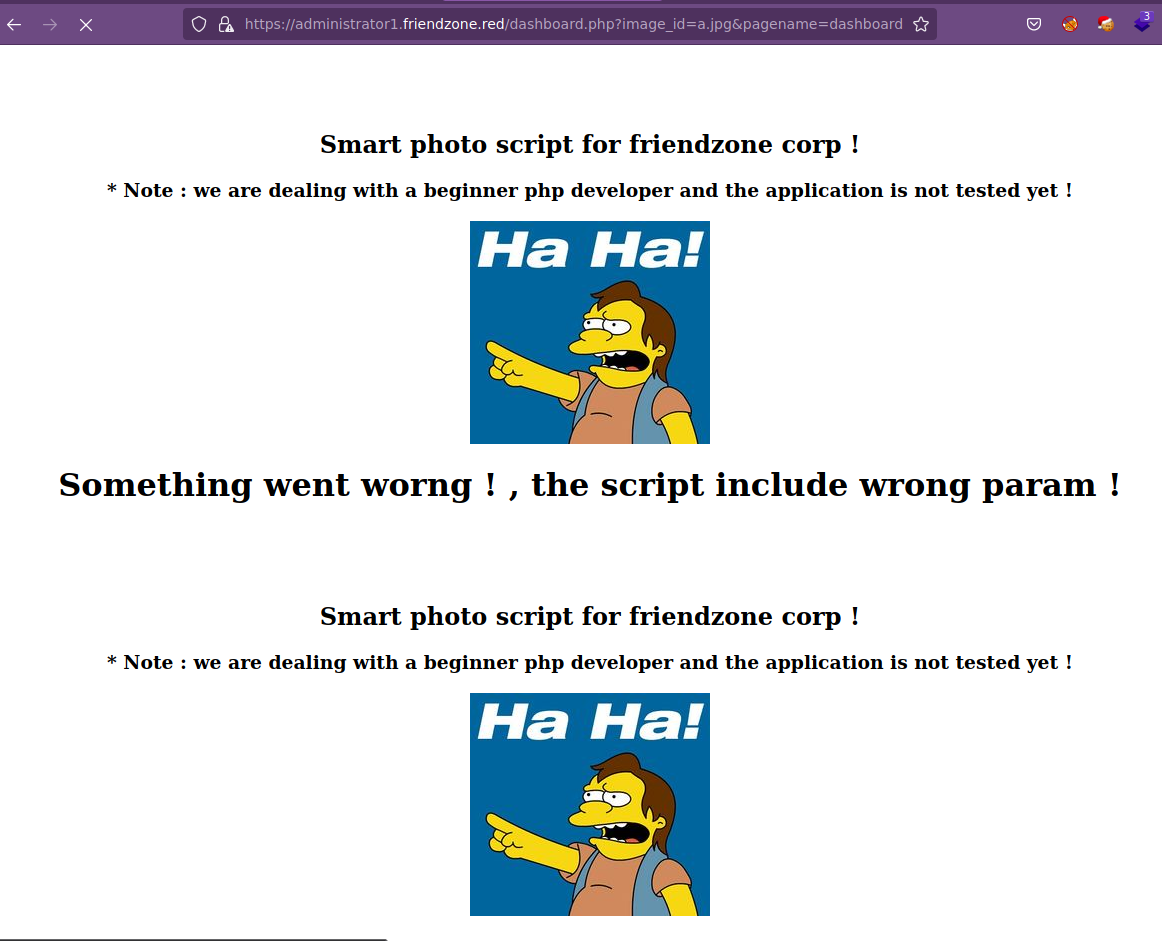 https://administrator1.friendzone.red/dashboard.php?image_id=a.jpg&pagename=dashboard
3
Smart photo script for friendzone corp !
* Note : we are dealing with a beginner php developer and the application is not tested yet !
Ha Ha!
Something went worng ! , the script include wrong param !
Smart photo script for friendzone corp !
* Note : we are dealing with a beginner php developer and the application is not tested yet !
Ha Ha!